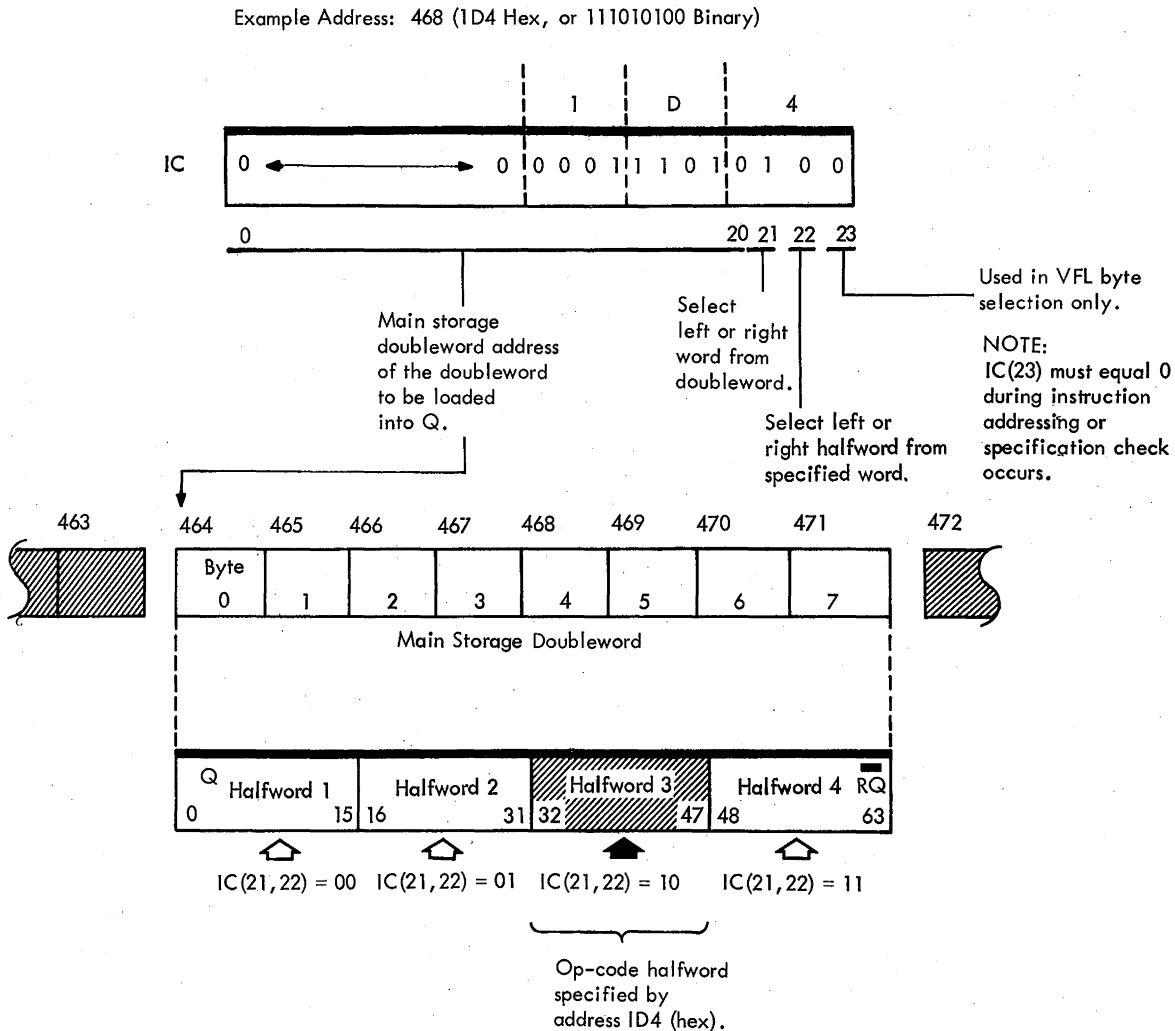 Example Address: 468 (1D4 Hex, or 111010100 Binary)
1 D 4
IC 0 0 0 0 0 1 1 1 0 1 0 1 0 0
0 20 21 22 23
Used in VFL byte
selection only.
NOTE:
IC(23) must equal 0
during instruction
addressing or
specification check
occurs.
Main storage
doubleword address
of the doubleword
to be loaded
into Q.
Select
left or right
word from
doubleword.
Select left or
right halfword from
specified word.
463 464 465 466 467 468 469 470 471 472
Byte
0 1 2 3 4 5 6 7
Main Storage Doubleword
Q Halfword 1 Halfword 2 Halfword 3 Halfword 4 RQ
0 15 16 31 32 47 48 63
IC(21,22) = 00 IC(21,22) = 01 IC(21,22) = 10 IC(21,22) = 11
Op-code halfword
specified by
address ID4 (hex).